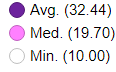 Avg. (32.44)
Med. (19.70)
Min. (10.00)